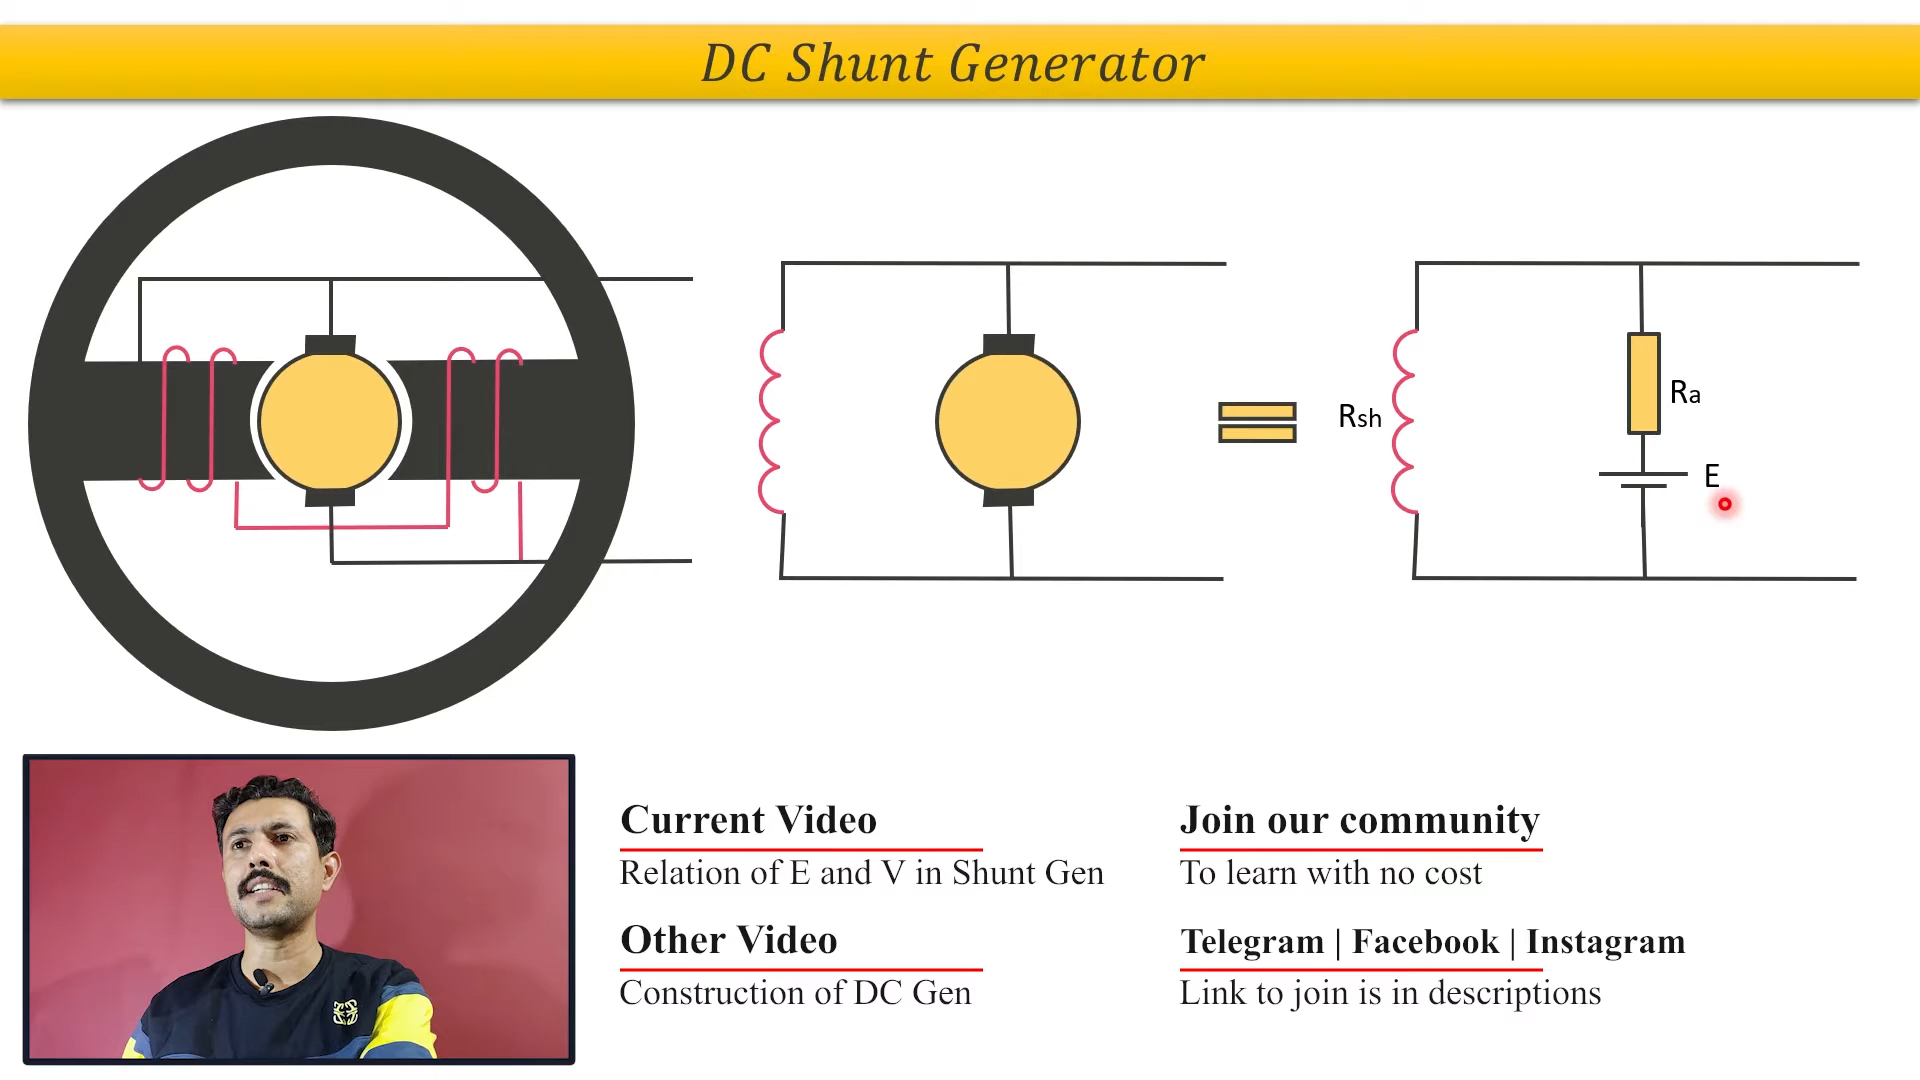 DC Shunt Generator
Rsh
Ra
E
Current Video
Relation of E and V in Shunt Gen
Other Video
Construction of DC Gen
Join our community
To learn with no cost
Telegram | Facebook | Instagram
Link to join is in descriptions